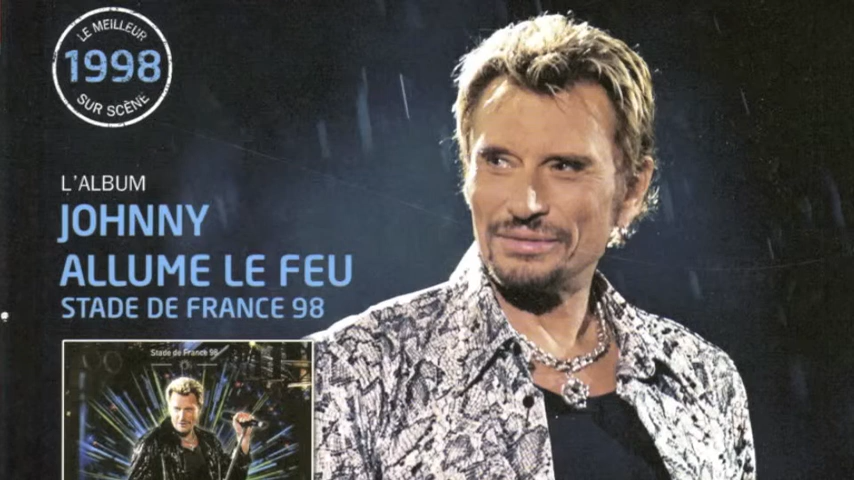 LE MEILLEUR
1998
SUR SCÈNE
L'ALBUM
JOHNNY
ALLUME LE FEU
STADE DE FRANCE 98
Stade de France 98